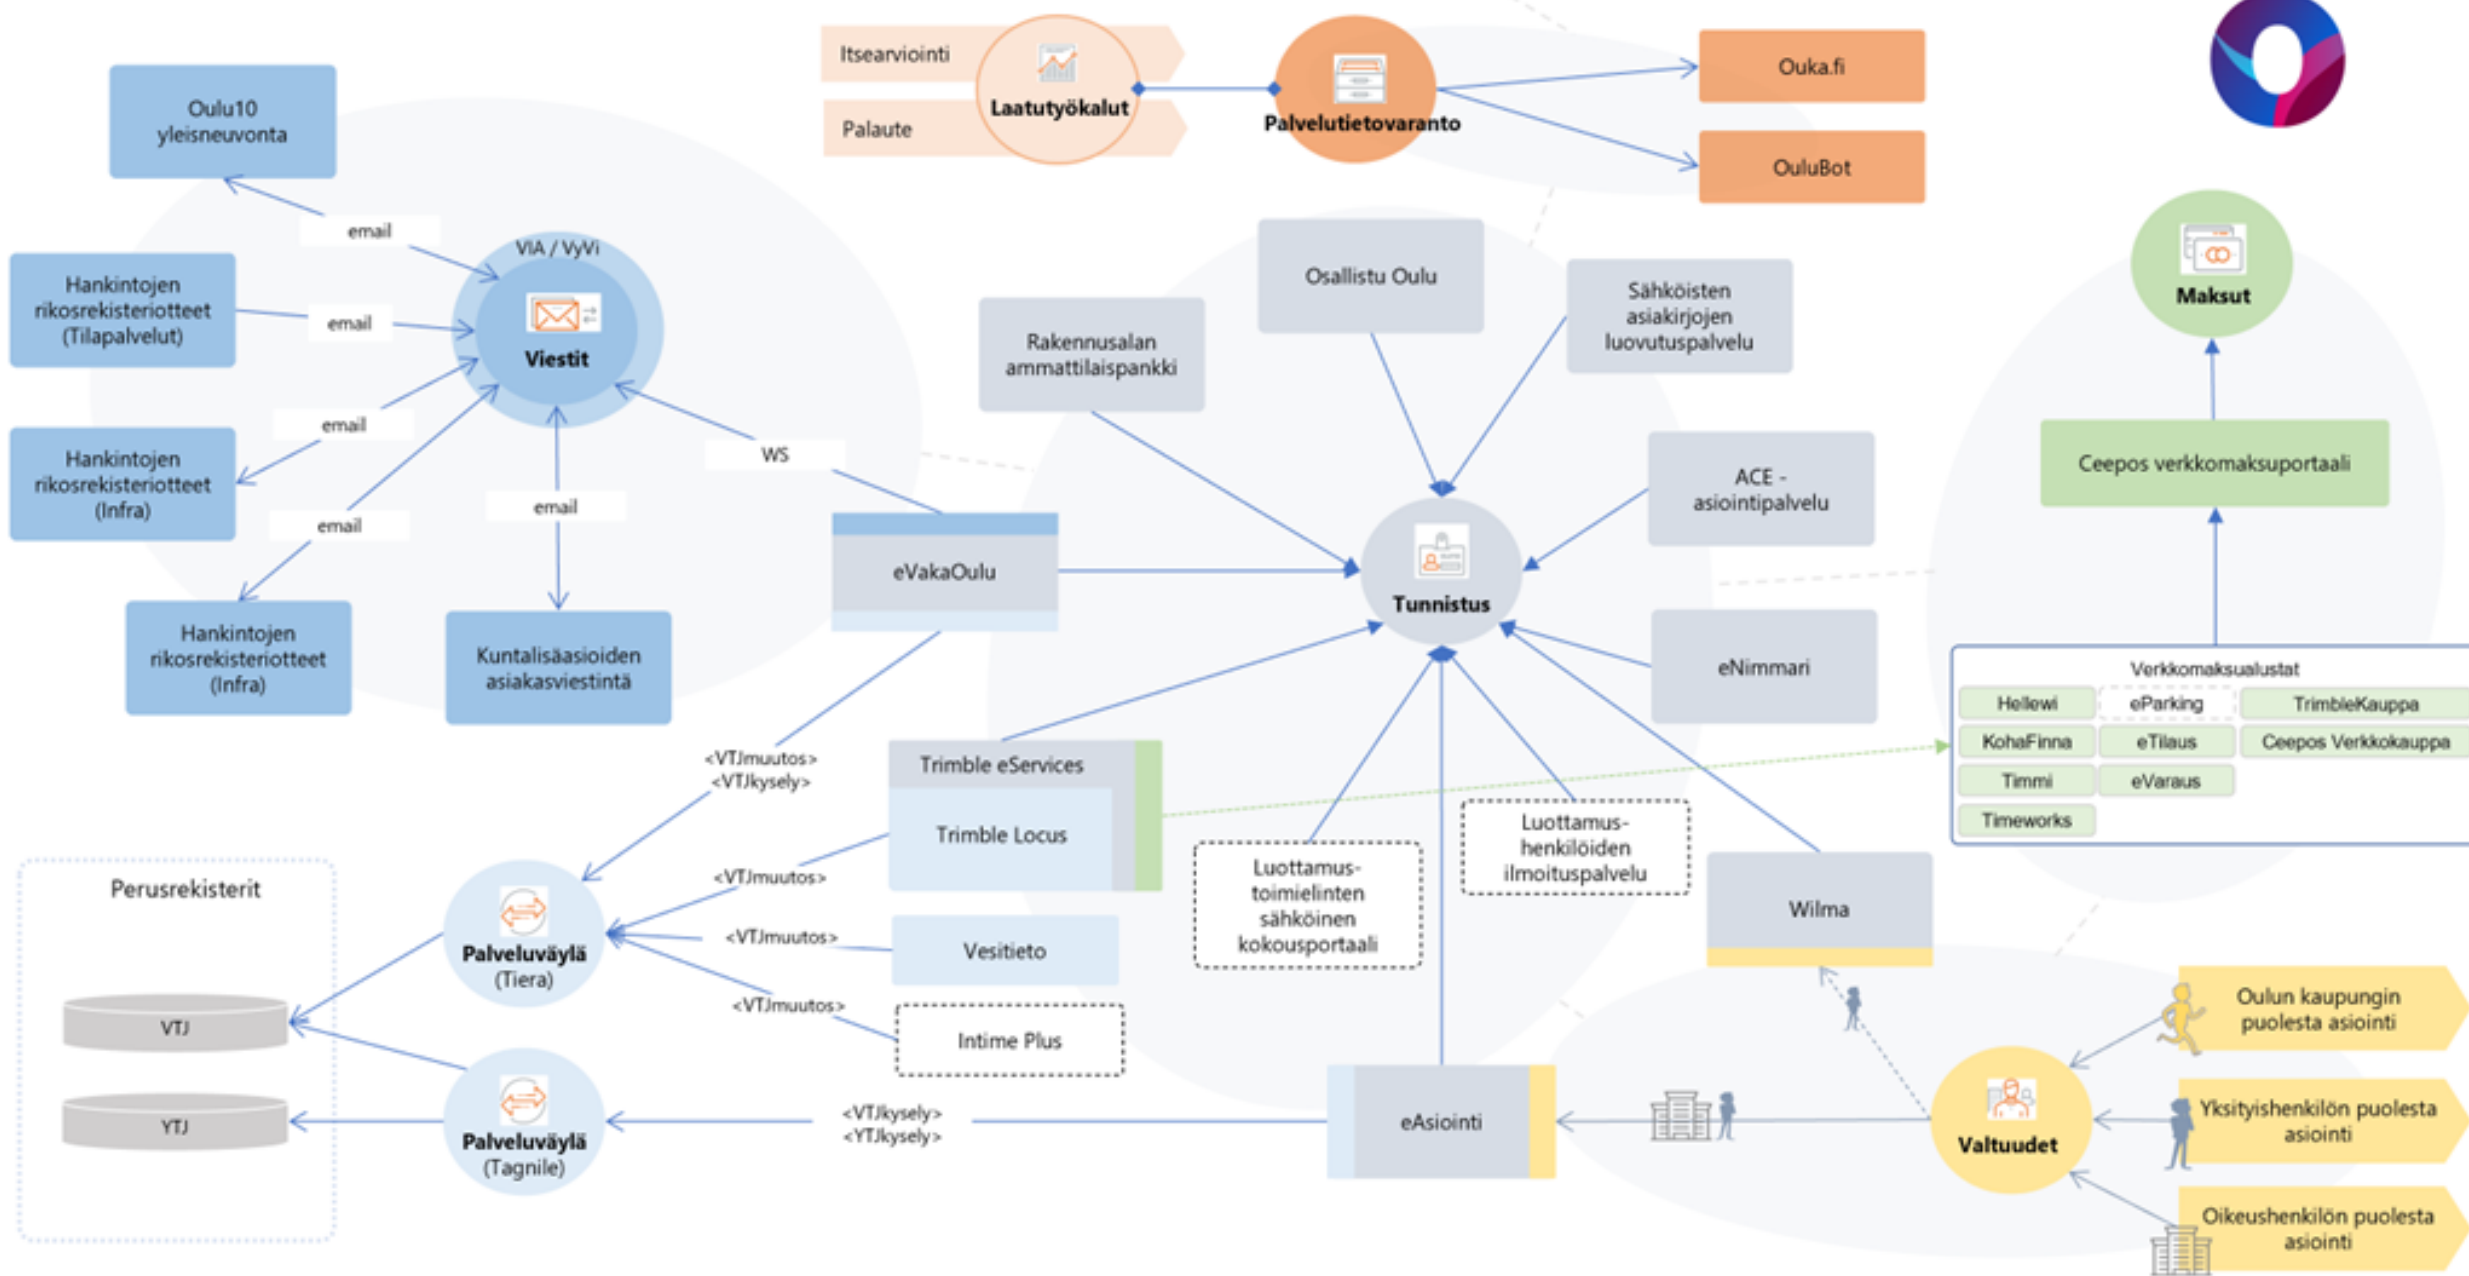 Itsearviointi
Palaute
Laatutyökalut
Palvelutietovaranto
Ouka.fi
OuluBot
Oulu10
yleisneuvonta
email
Hankintojen
rikosrekisteriotteet
(Tilapalvelut)
email
VIA / VyVi
Viestit
Hankintojen
rikosrekisteriotteet
(Infra)
email
Hankintojen
rikosrekisteriotteet
(Infra)
email
Kuntalisäasioiden
asiakasviestintä
email
WS
Rakennusalan
ammattilaispankki
Osallistu Oulu
Sähköisten
asiakirjojen
luovutuspalvelu
ACE -
asiointipalvelu
eVakaOulu
Tunnistus
eNimmari
Maksut
Ceepos verkkomaksuportaali
Verkkomaksualustat
Hellewi
eParking
TrimbleKauppa
KohaFinna
eTilaus
Ceepos Verkkokauppa
Timmi
eVaraus
Timeworks
<VTJmuutos>
<VTJkysely>
Trimble eServices
Trimble Locus
<VTJmuutos>
Vesitieto
<VTJmuutos>
Intime Plus
<VTJmuutos>
Luottamus-
toimielinten
sähköinen
kokousportaali
Luottamus-
henkilöiden
ilmoituspalvelu
Wilma
Perusrekisterit
VTJ
YTJ
Palveluväylä
(Tiera)
Palveluväylä
(Tagnile)
<VTJkysely>
<YTJkysely>
eAsiointi
Valtuudet
Oulun kaupungin
puolesta asiointi
Yksityishenkilön puolesta
asiointi
Oikeushenkilön puolesta
asiointi